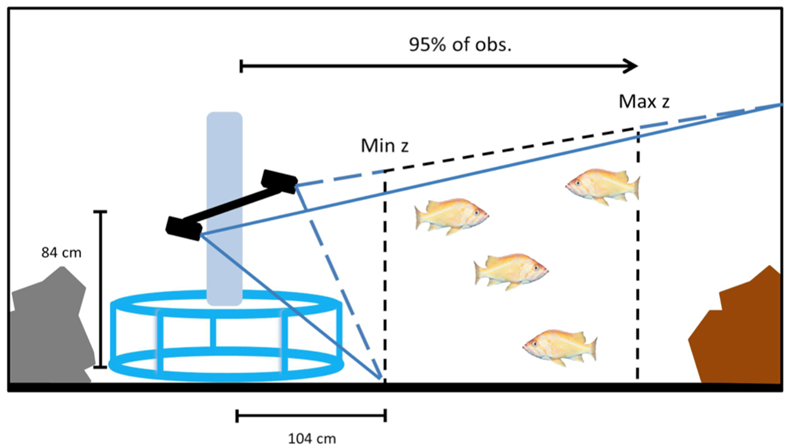 95% of obs.
Max z
Min z
84 cm
104 cm